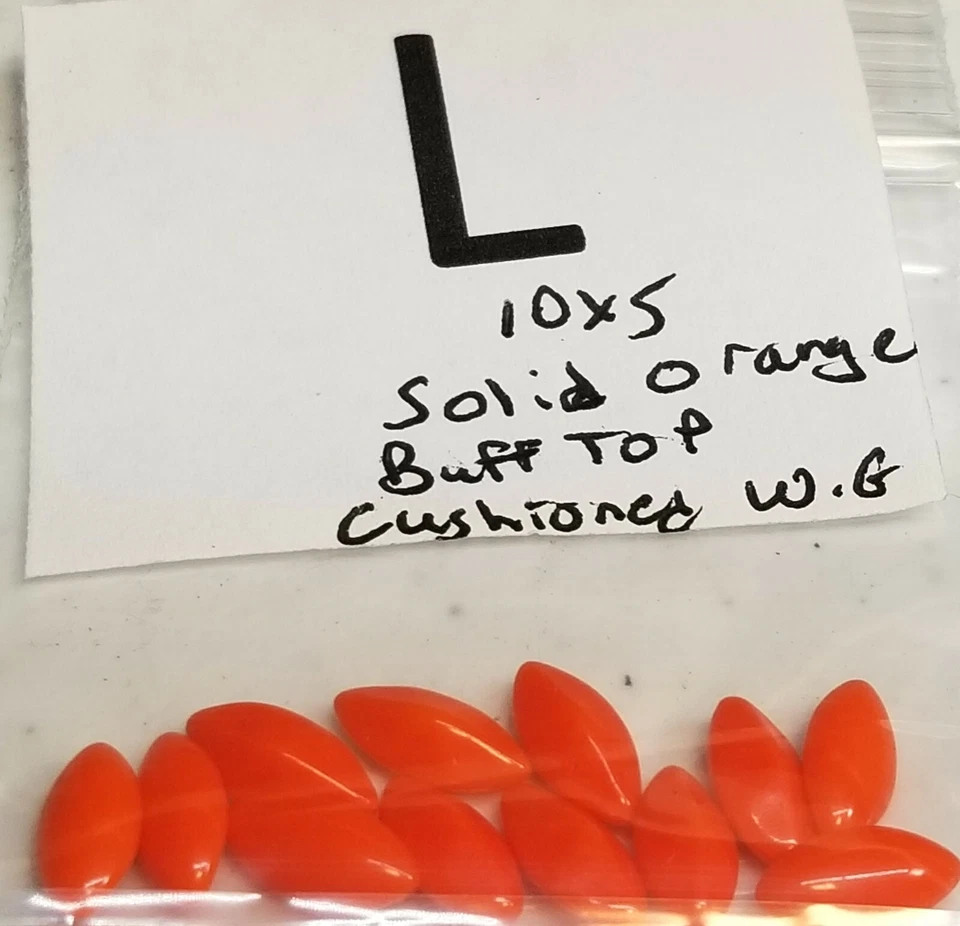 L
10x5
Solid Orange
Buff TOP
Cushioned W.G